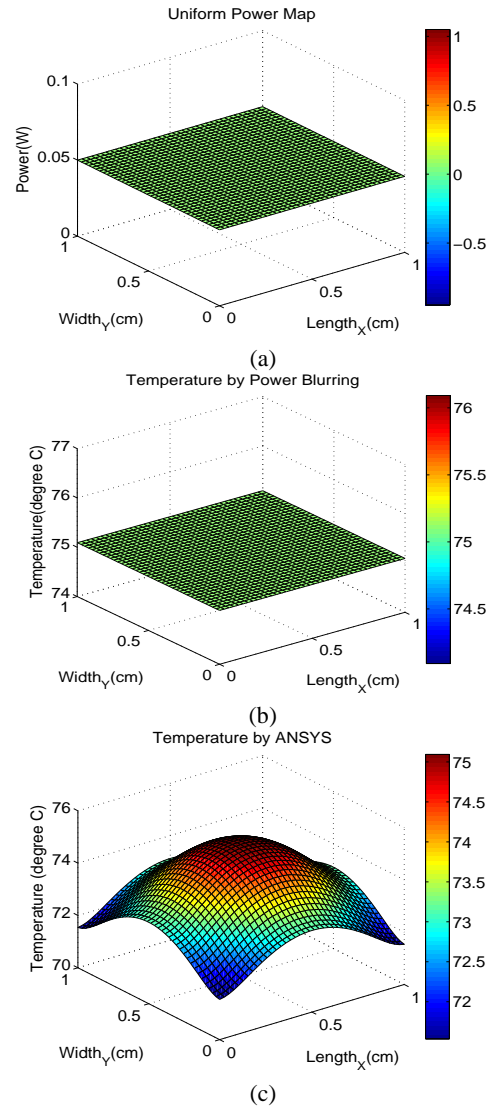 Uniform Power Map
0.1
0.05
0
Power(W)
1
0.5
0
Width_Y(cm)
0
0.5
1
Length_X(cm)
1
0.5
0
−0.5
(a)
Temperature by Power Blurring
77
76
75
74
Temperature(degree C)
1
0.5
0
Width_Y(cm)
0
0.5
1
Length_X(cm)
76
75.5
75
74.5
(b)
Temperature by ANSYS
76
74
72
70
Temperature (degree C)
1
0.5
0
Width_Y(cm)
0
0.5
1
Length_X(cm)
75
74.5
74
73.5
73
72.5
72
(c)